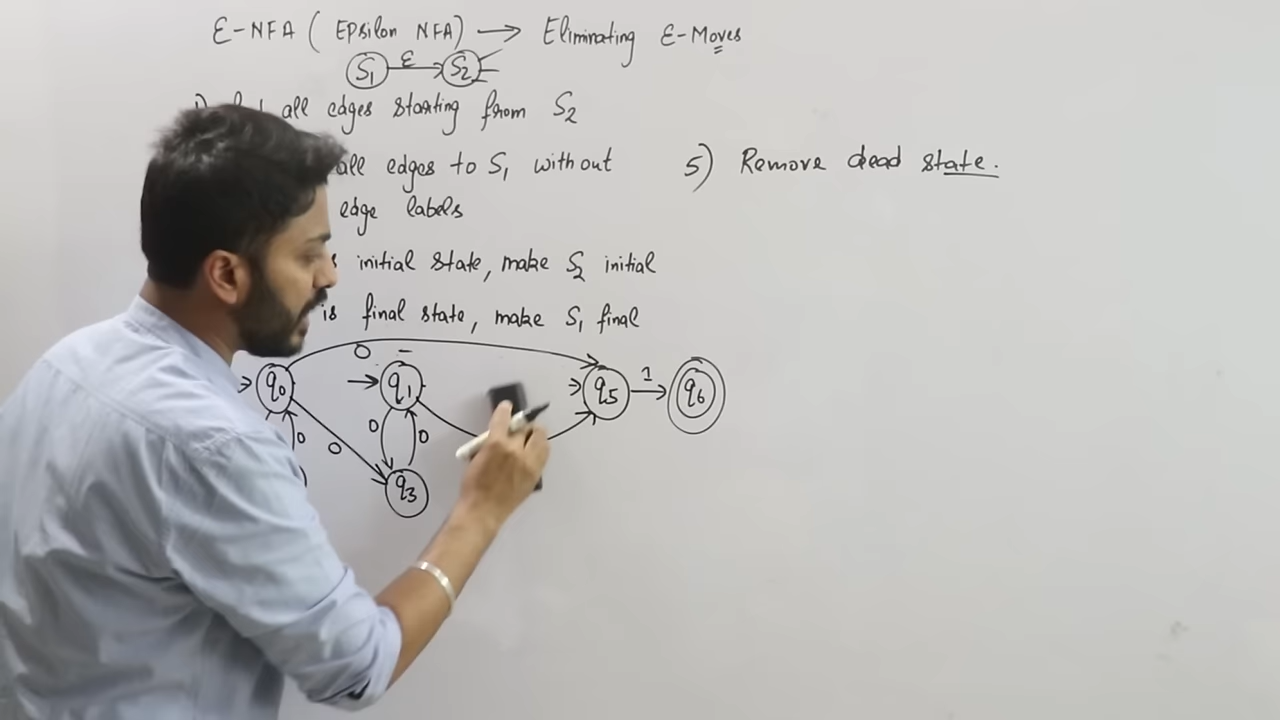 ε-NFA ( Epsilon NFA) → Eliminating ε-Moves
S1 ε S2
all edges starting from S2
all edges to S1 without
edge labels
initial state, make S2 initial
is final state, make S1 final
5) Remove dead state.
0
q0 q1 q5 1 q6
0 0 0 0
q3